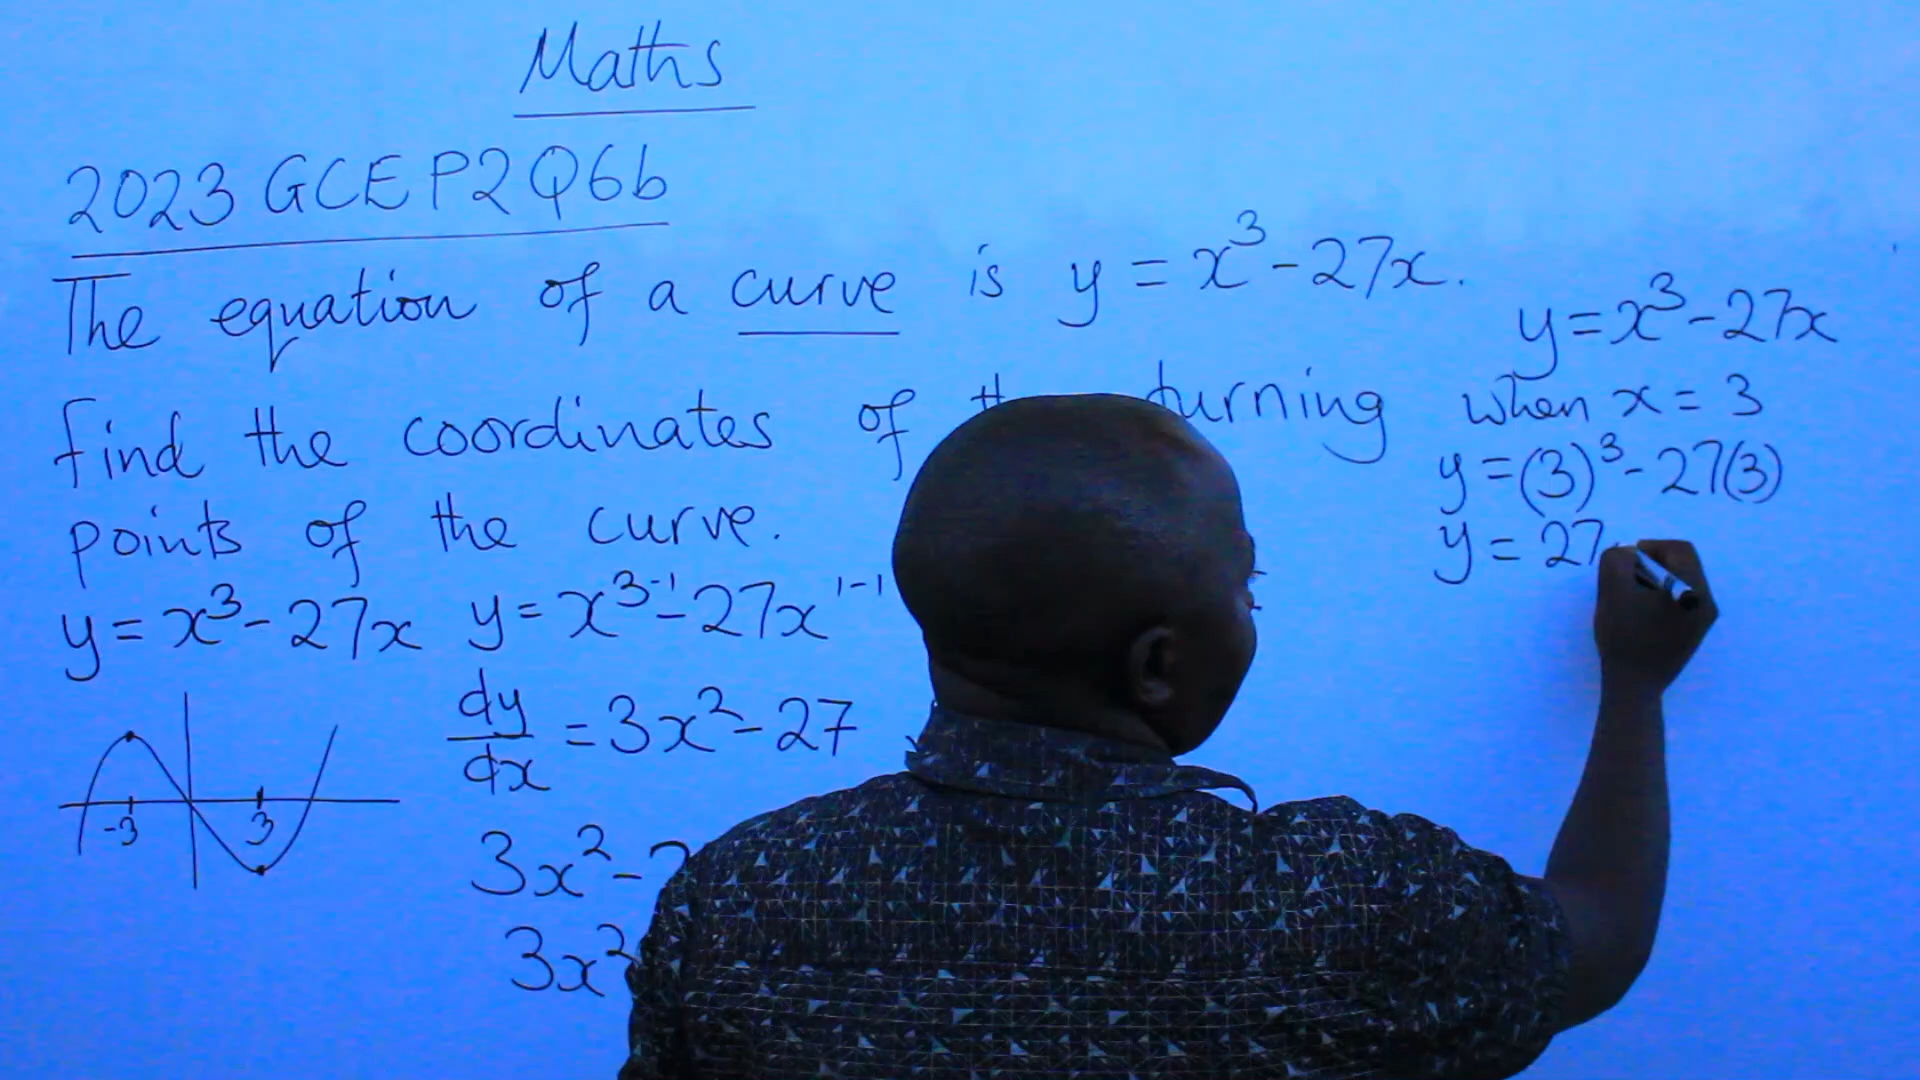 Maths
2023 GCE P2 Q6b
The equation of a curve is y = x³ - 27x.
find the coordinates of turning
points of the curve.
y = x³ - 27x
-3 3
y = x³⁻¹ - 27x¹⁻¹
dy/dx = 3x² - 27
3x² -
3x²
y = x³ - 27x
when x = 3
y = (3)³ - 27(3)
y = 27